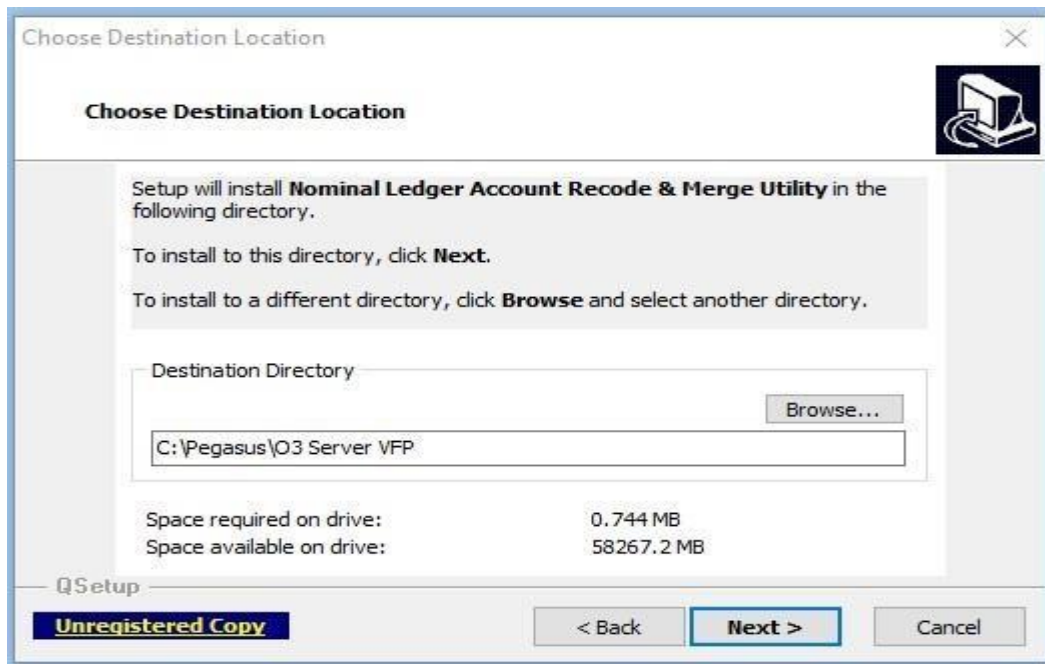 Choose Destination Location
Choose Destination Location
Setup will install Nominal Ledger Account Recode & Merge Utility in the
following directory.
To install to this directory, click Next.
To install to a different directory, click Browse and select another directory.
Destination Directory
Browse...
C:\Pegasus\O3 Server VFP
Space required on drive: 0.744 MB
Space available on drive: 58267.2 MB
QSetup
Unregistered Copy < Back Next > Cancel